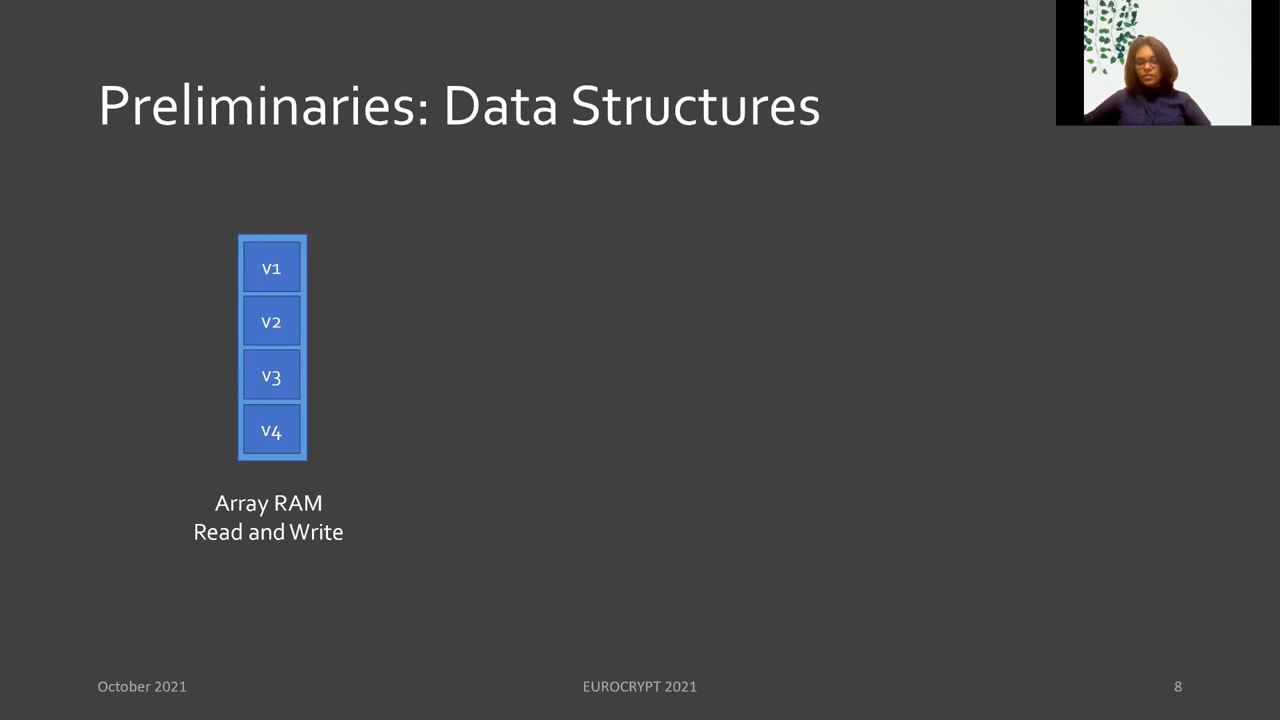 Preliminaries: Data Structures
v1
v2
v3
v4
Array RAM
Read and Write
October 2021
EUROCRYPT 2021
8